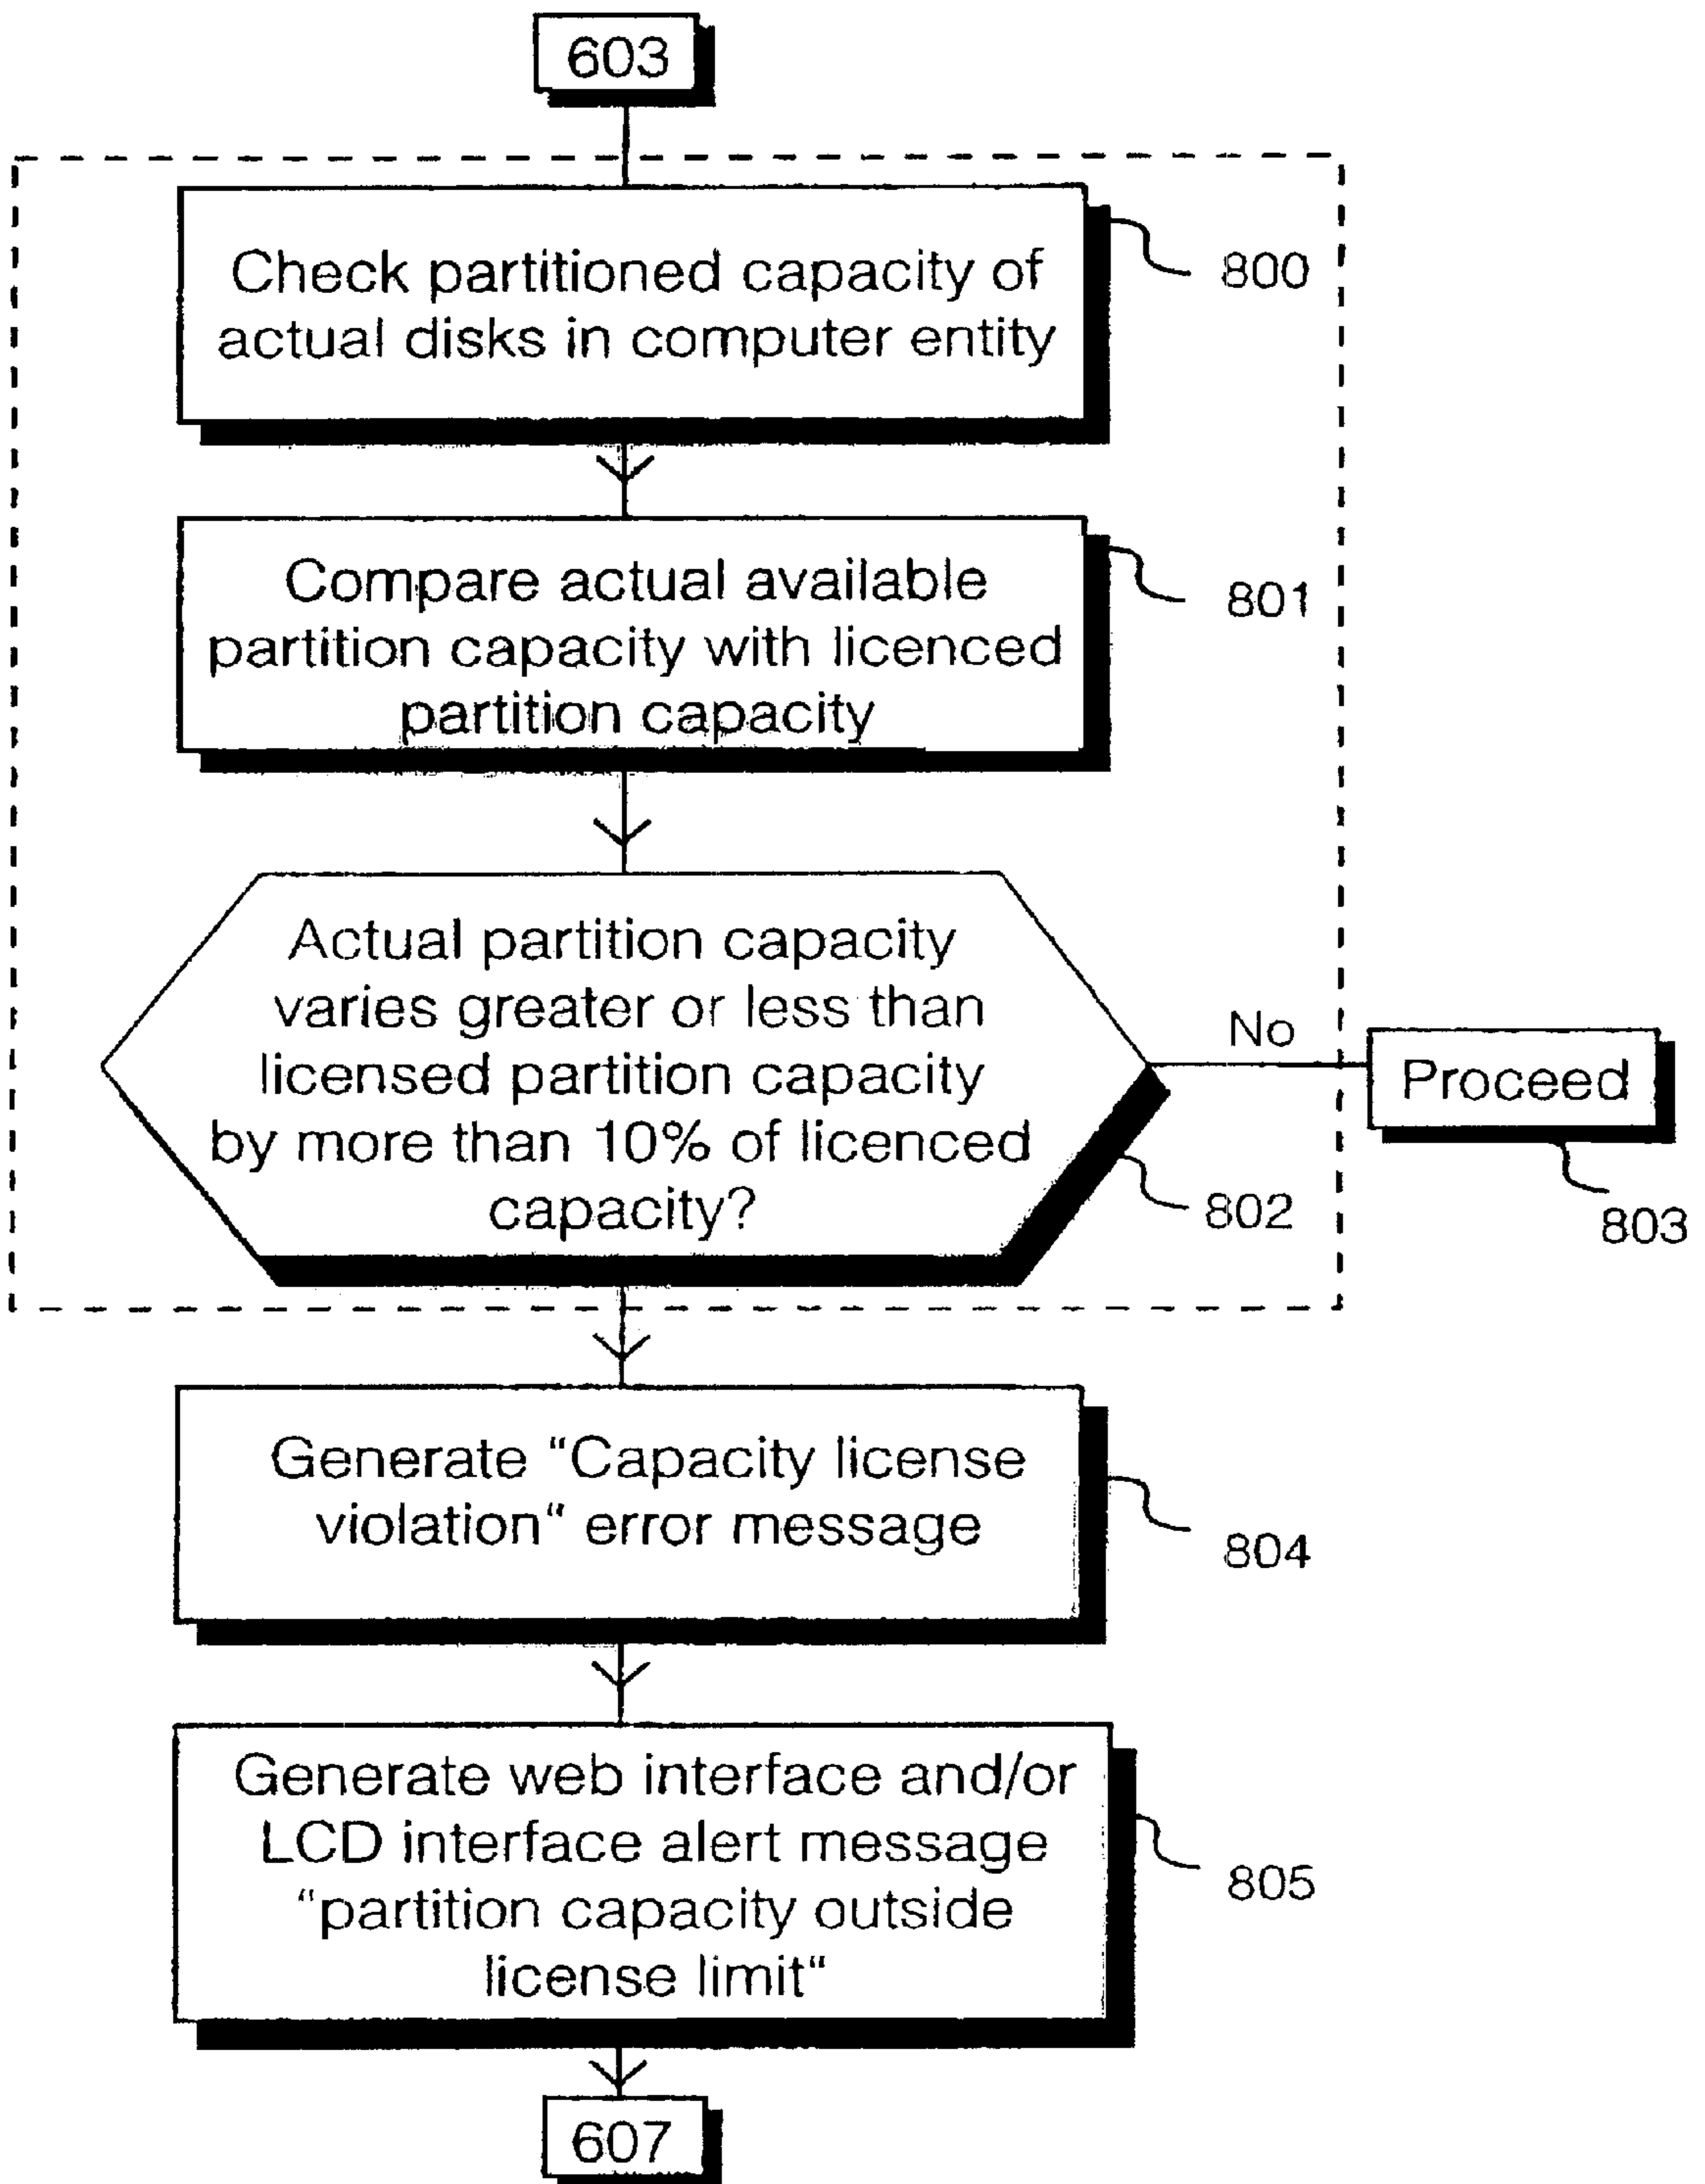 603
Check partitioned capacity of
actual disks in computer entity
800
Compare actual available
partition capacity with licenced
partition capacity
801
Actual partition capacity
varies greater or less than
licensed partition capacity
by more than 10% of licenced
capacity?
802
No
Proceed
803
Generate “Capacity license
violation“ error message
804
Generate web interface and/or
LCD interface alert message
“partition capacity outside
license limit“
805
607